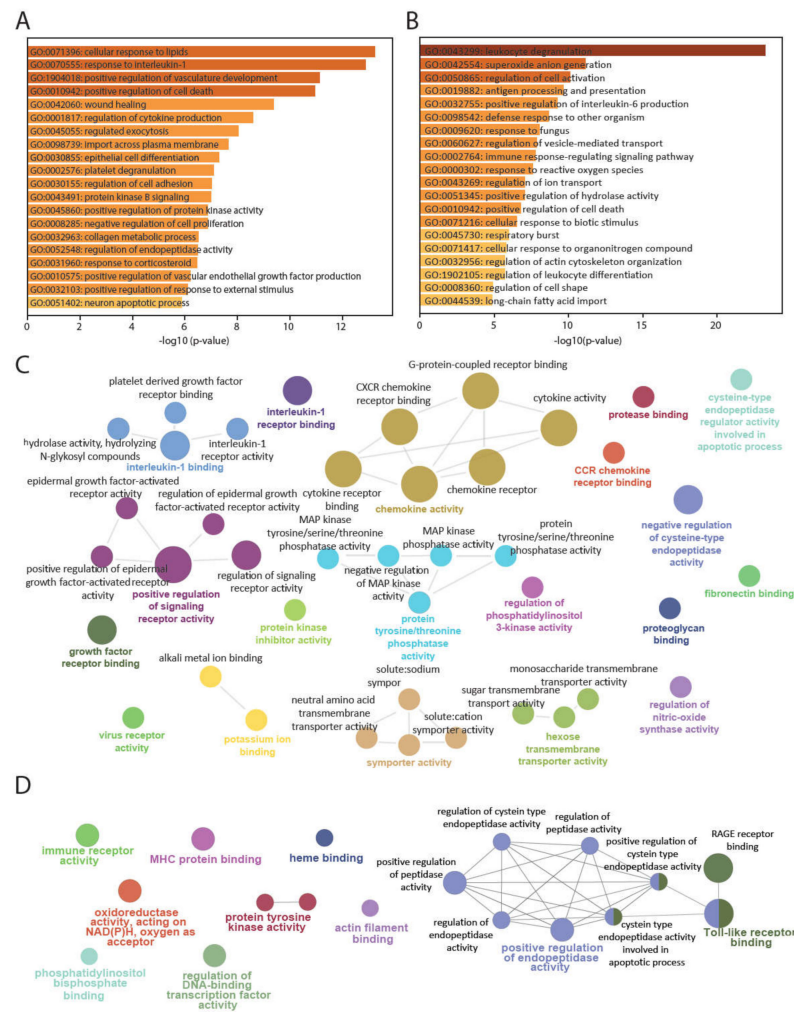 A
GO:0071396: cellular response to lipids
GO:0070555: response to interleukin-1
GO:1904018: positive regulation of vasculature development
GO:0010942: positive regulation of cell death
GO:0042060: wound healing
GO:0001817: regulation of cytokine production
GO:0045055: regulated exocytosis
GO:0098739: import across plasma membrane
GO:0030855: epithelial cell differentiation
GO:0002576: platelet degranulation
GO:0030155: regulation of cell adhesion
GO:0043491: protein kinase B signaling
GO:0045860: positive regulation of protein kinase activity
GO:0008285: negative regulation of cell proliferation
GO:0032963: collagen metabolic process
GO:0052548: regulation of endopeptidase activity
GO:0031960: response to corticosteroid
GO:0010575: positive regulation of vascular endothelial growth factor production
GO:0032103: positive regulation of response to external stimulus
GO:0051402: neuron apoptotic process
0 2 4 6 8 10 12
-log10 (p-value)
B
GO:0043299: leukocyte degranulation
GO:0042554: superoxide anion generation
GO:0050865: regulation of cell activation
GO:0019882: antigen processing and presentation
GO:0032755: positive regulation of interleukin-6 production
GO:0098542: defense response to other organism
GO:0009620: response to fungus
GO:0060627: regulation of vesicle-mediated transport
GO:0002764: immune response-regulating signaling pathway
GO:0000302: response to reactive oxygen species
GO:0043269: regulation of ion transport
GO:0051345: positive regulation of hydrolase activity
GO:0010942: positive regulation of cell death
GO:0071216: cellular response to biotic stimulus
GO:0045730: respiratory burst
GO:0071417: cellular response to organonitrogen compound
GO:0032956: regulation of actin cytoskeleton organization
GO:1902105: regulation of leukocyte differentiation
GO:0008360: regulation of cell shape
GO:0044539: long-chain fatty acid import
0 5 10 15 20
-log10(p-value)
C
platelet derived growth factor
receptor binding
hydrolase activity, hydrolyzing
N-glykosyl compounds
interleukin-1
receptor activity
interleukin-1 binding
interleukin-1
receptor binding
G-protein-coupled receptor binding
CXCR chemokine
receptor binding
cytokine activity
cytokine receptor
binding
chemokine receptor
chemokine activity
protease binding
CCR chemokine
receptor binding
cysteine-type
endopeptidase
regulator activity
involved in
apoptotic process
epidermal growth factor-activated
receptor activity
regulation of epidermal growth
factor-activated receptor activity
positive regulation of epidermal
growth factor-activated receptor
activity
regulation of signaling
receptor activity
positive regulation
of signaling
receptor activity
MAP kinase
tyrosine/serine/threonine
phosphatase activity
MAP kinase
phosphatase activity
protein
tyrosine/serine/threonine
phosphatase activity
negative regulation
of MAP kinase
activity
protein
tyrosine/threonine
phosphatase
activity
negative regulation
of cysteine-type
endopeptidase
activity
fibronectin binding
regulation of
phosphatidylinositol
3-kinase activity
proteoglycan
binding
protein kinase
inhibitor activity
growth factor
receptor binding
alkali metal ion binding
potassium ion
binding
virus receptor
activity
solute:sodium
sympor
neutral amino acid
transmembrane
transporter activity
solute:cation
symporter activity
symporter activity
monosaccharide transmembrane
transporter activity
sugar transmembrane
transport activity
hexose
transmembrane
transporter activity
regulation of
nitric-oxide
synthase activity
D
immune receptor
activity
MHC protein binding
heme binding
oxidoreductase
activity, acting on
NAD(P)H, oxygen as
acceptor
protein tyrosine
kinase activity
actin filament
binding
phosphatidylinositol
bisphosphate
binding
regulation of
DNA-binding
transcription factor
activity
regulation of cystein type
endopeptidase activity
regulation of
peptidase activity
positive regulation of
cystein type
endopeptidase activity
RAGE receptor
binding
positive regulation
of peptidase
activity
regulation of
endopeptidase
activity
positive regulation
of endopeptidase
activity
cystein type
endopeptidase activity
involved in
apoptotic process
Toll-like receptor
binding